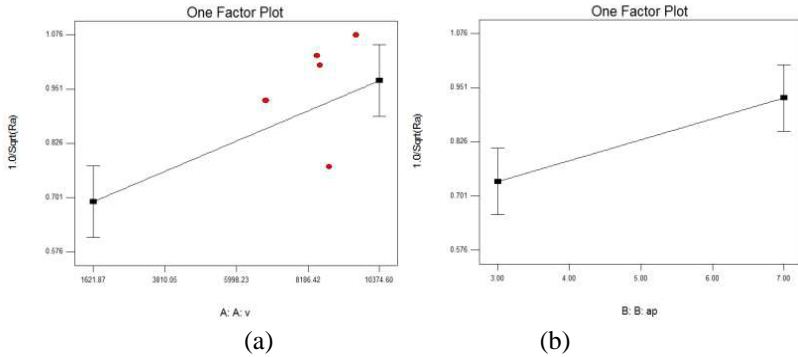 One Factor Plot
1.076
0.951
0.826
0.701
0.576
1.0/Sqrt(Ra)
1621.87 3810.05 5998.23 8186.42 10374.60
A: A: v
(a)
One Factor Plot
1.076
0.951
0.826
0.701
0.576
1.0/Sqrt(Ra)
3.00 4.00 5.00 6.00 7.00
B: B: ap
(b)